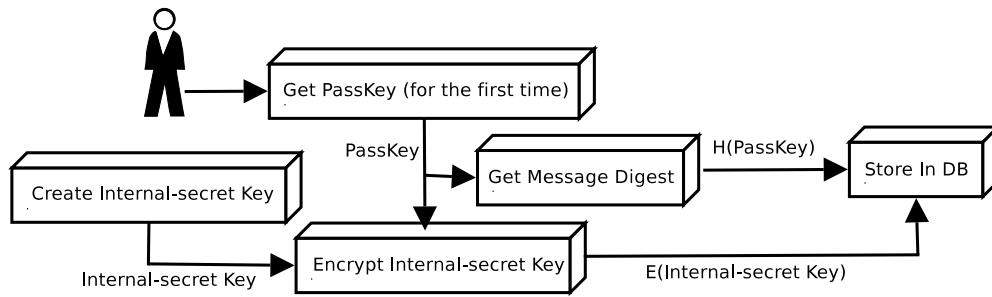 Get PassKey (for the first time)
PassKey
H(PassKey)
Get Message Digest
Store In DB
Create Internal-secret Key
Encrypt Internal-secret Key
Internal-secret Key
E(Internal-secret Key)